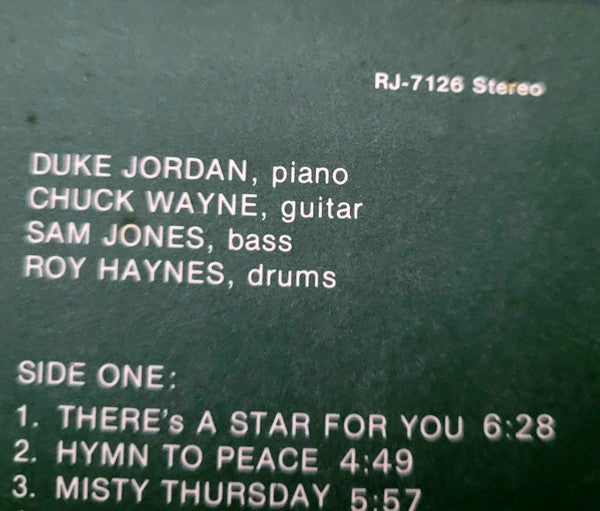 RJ-7126 Stereo
DUKE JORDAN, piano
CHUCK WAYNE, guitar
SAM JONES, bass
ROY HAYNES, drums
SIDE ONE:
1. THERE's A STAR FOR YOU 6:28
2. HYMN TO PEACE 4:49
3. MISTY THURSDAY 5:57